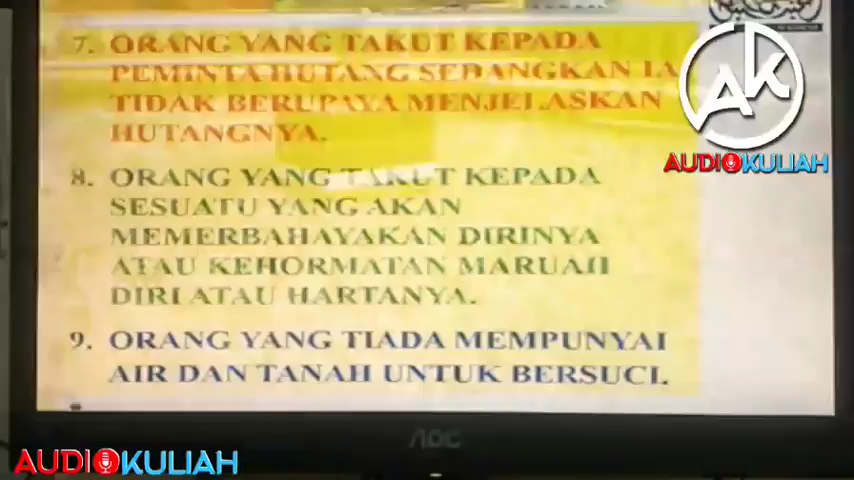 7. ORANG YANG TAKUT KEPADA
PEMINTA HUTANG SEDANGKAN IA
TIDAK BERUPAYA MENJELASKAN
HUTANGNYA.
8. ORANG YANG TAKUT KEPADA
SESUATU YANG AKAN
MEMERBAHAYAKAN DIRINYA
ATAU KEHORMATAN MARUAH
DIRI ATAU HARTANYA.
9. ORANG YANG TIADA MEMPUNYAI
AIR DAN TANAH UNTUK BERSUCI.
AK
AUDIOKULIAH
AOC
AUDIOKULIAH